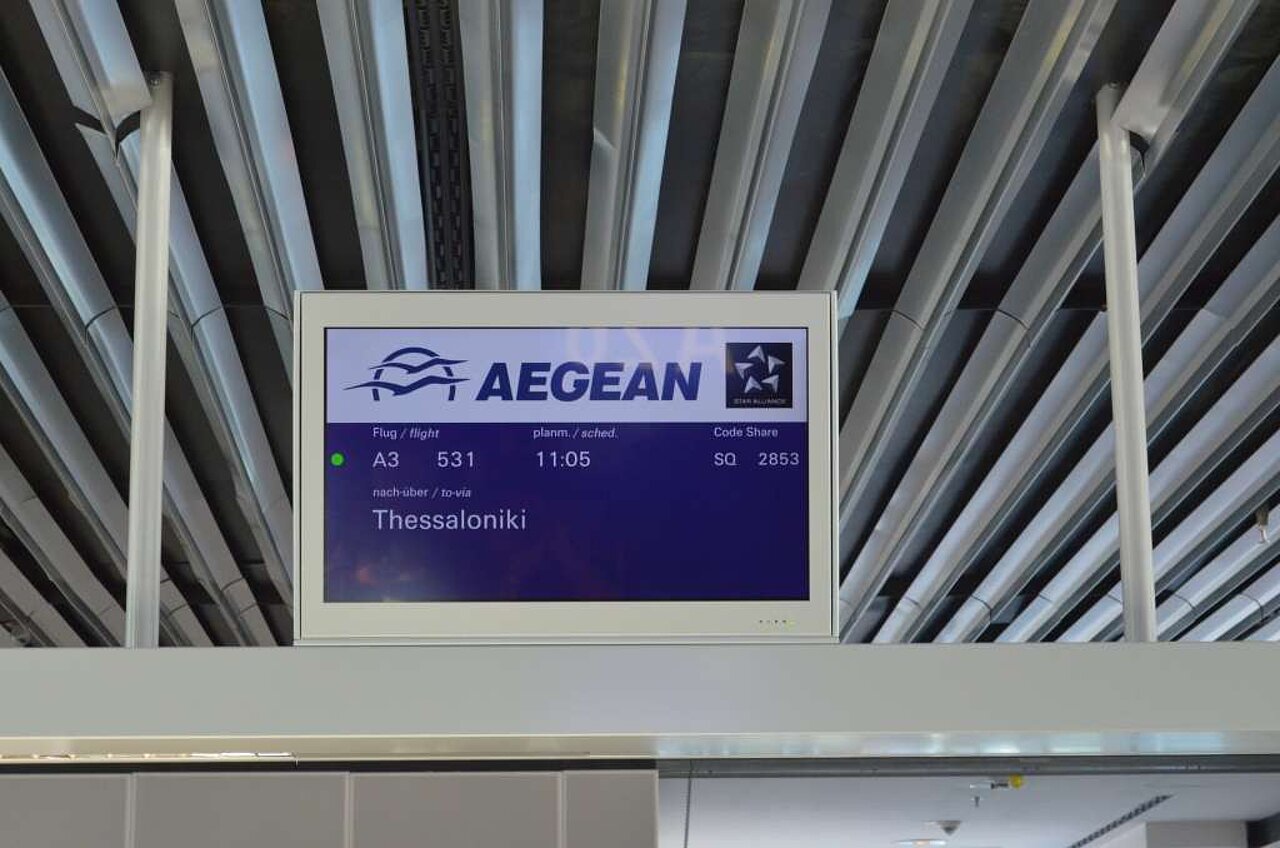 AEGEAN
STAR ALLIANCE
Flug / flight planm. / sched. Code Share
A3 531 11:05 SQ 2853
nach-über / to-via
Thessaloniki